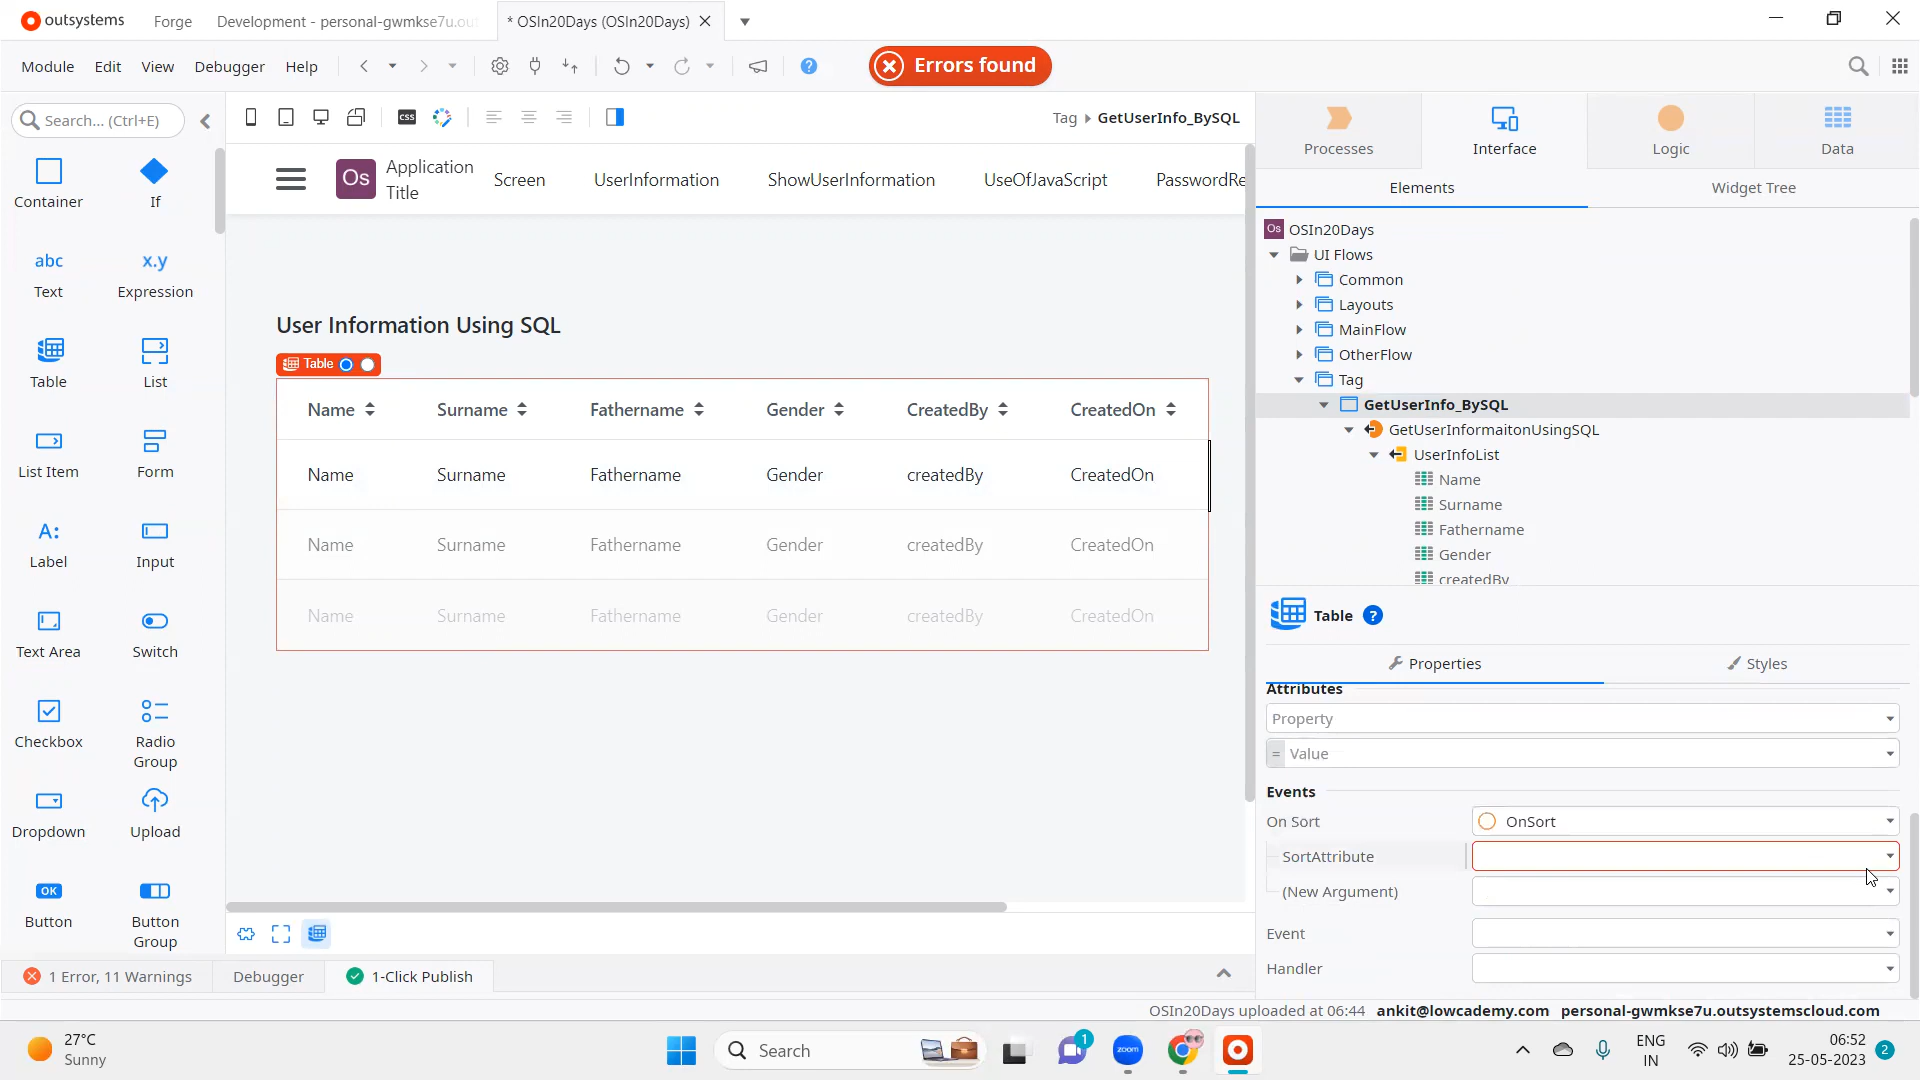 outsystems Forge Development - personal-gwmkse7u.ou * OSIn20Days (OSIn20Days)
Module Edit View Debugger Help Errors found
Search... (Ctrl+E)
Tag GetUserInfo_BySQL
Processes Interface Logic Data
Elements Widget Tree
Container If
abc x.y
Text Expression
Table List
List Item Form
A:
Label Input
Text Area Switch
Checkbox Radio Group
Dropdown Upload
OK
Button Button Group
Os Application Title Screen UserInformation ShowUserInformation UseOfJavaScript PasswordRe
User Information Using SQL
Table
Name Surname Fathername Gender CreatedBy CreatedOn
Name Surname Fathername Gender createdBy CreatedOn
Name Surname Fathername Gender createdBy CreatedOn
Name Surname Fathername Gender createdBy CreatedOn
Os OSIn20Days
UI Flows
Common
Layouts
MainFlow
OtherFlow
Tag
GetUserInfo_BySQL
GetUserInformaitonUsingSQL
UserInfoList
Name
Surname
Fathername
Gender
createdBy
Table ?
Properties Styles
Attributes
Property
= Value
Events
On Sort OnSort
SortAttribute
(New Argument)
Event
Handler
1 Error, 11 Warnings Debugger 1-Click Publish
OSIn20Days uploaded at 06:44 ankit@lowcademy.com personal-gwmkse7u.outsystemscloud.com
27°C
Sunny
Search
1
zoom
ENG
IN
06:52
25-05-2023
2